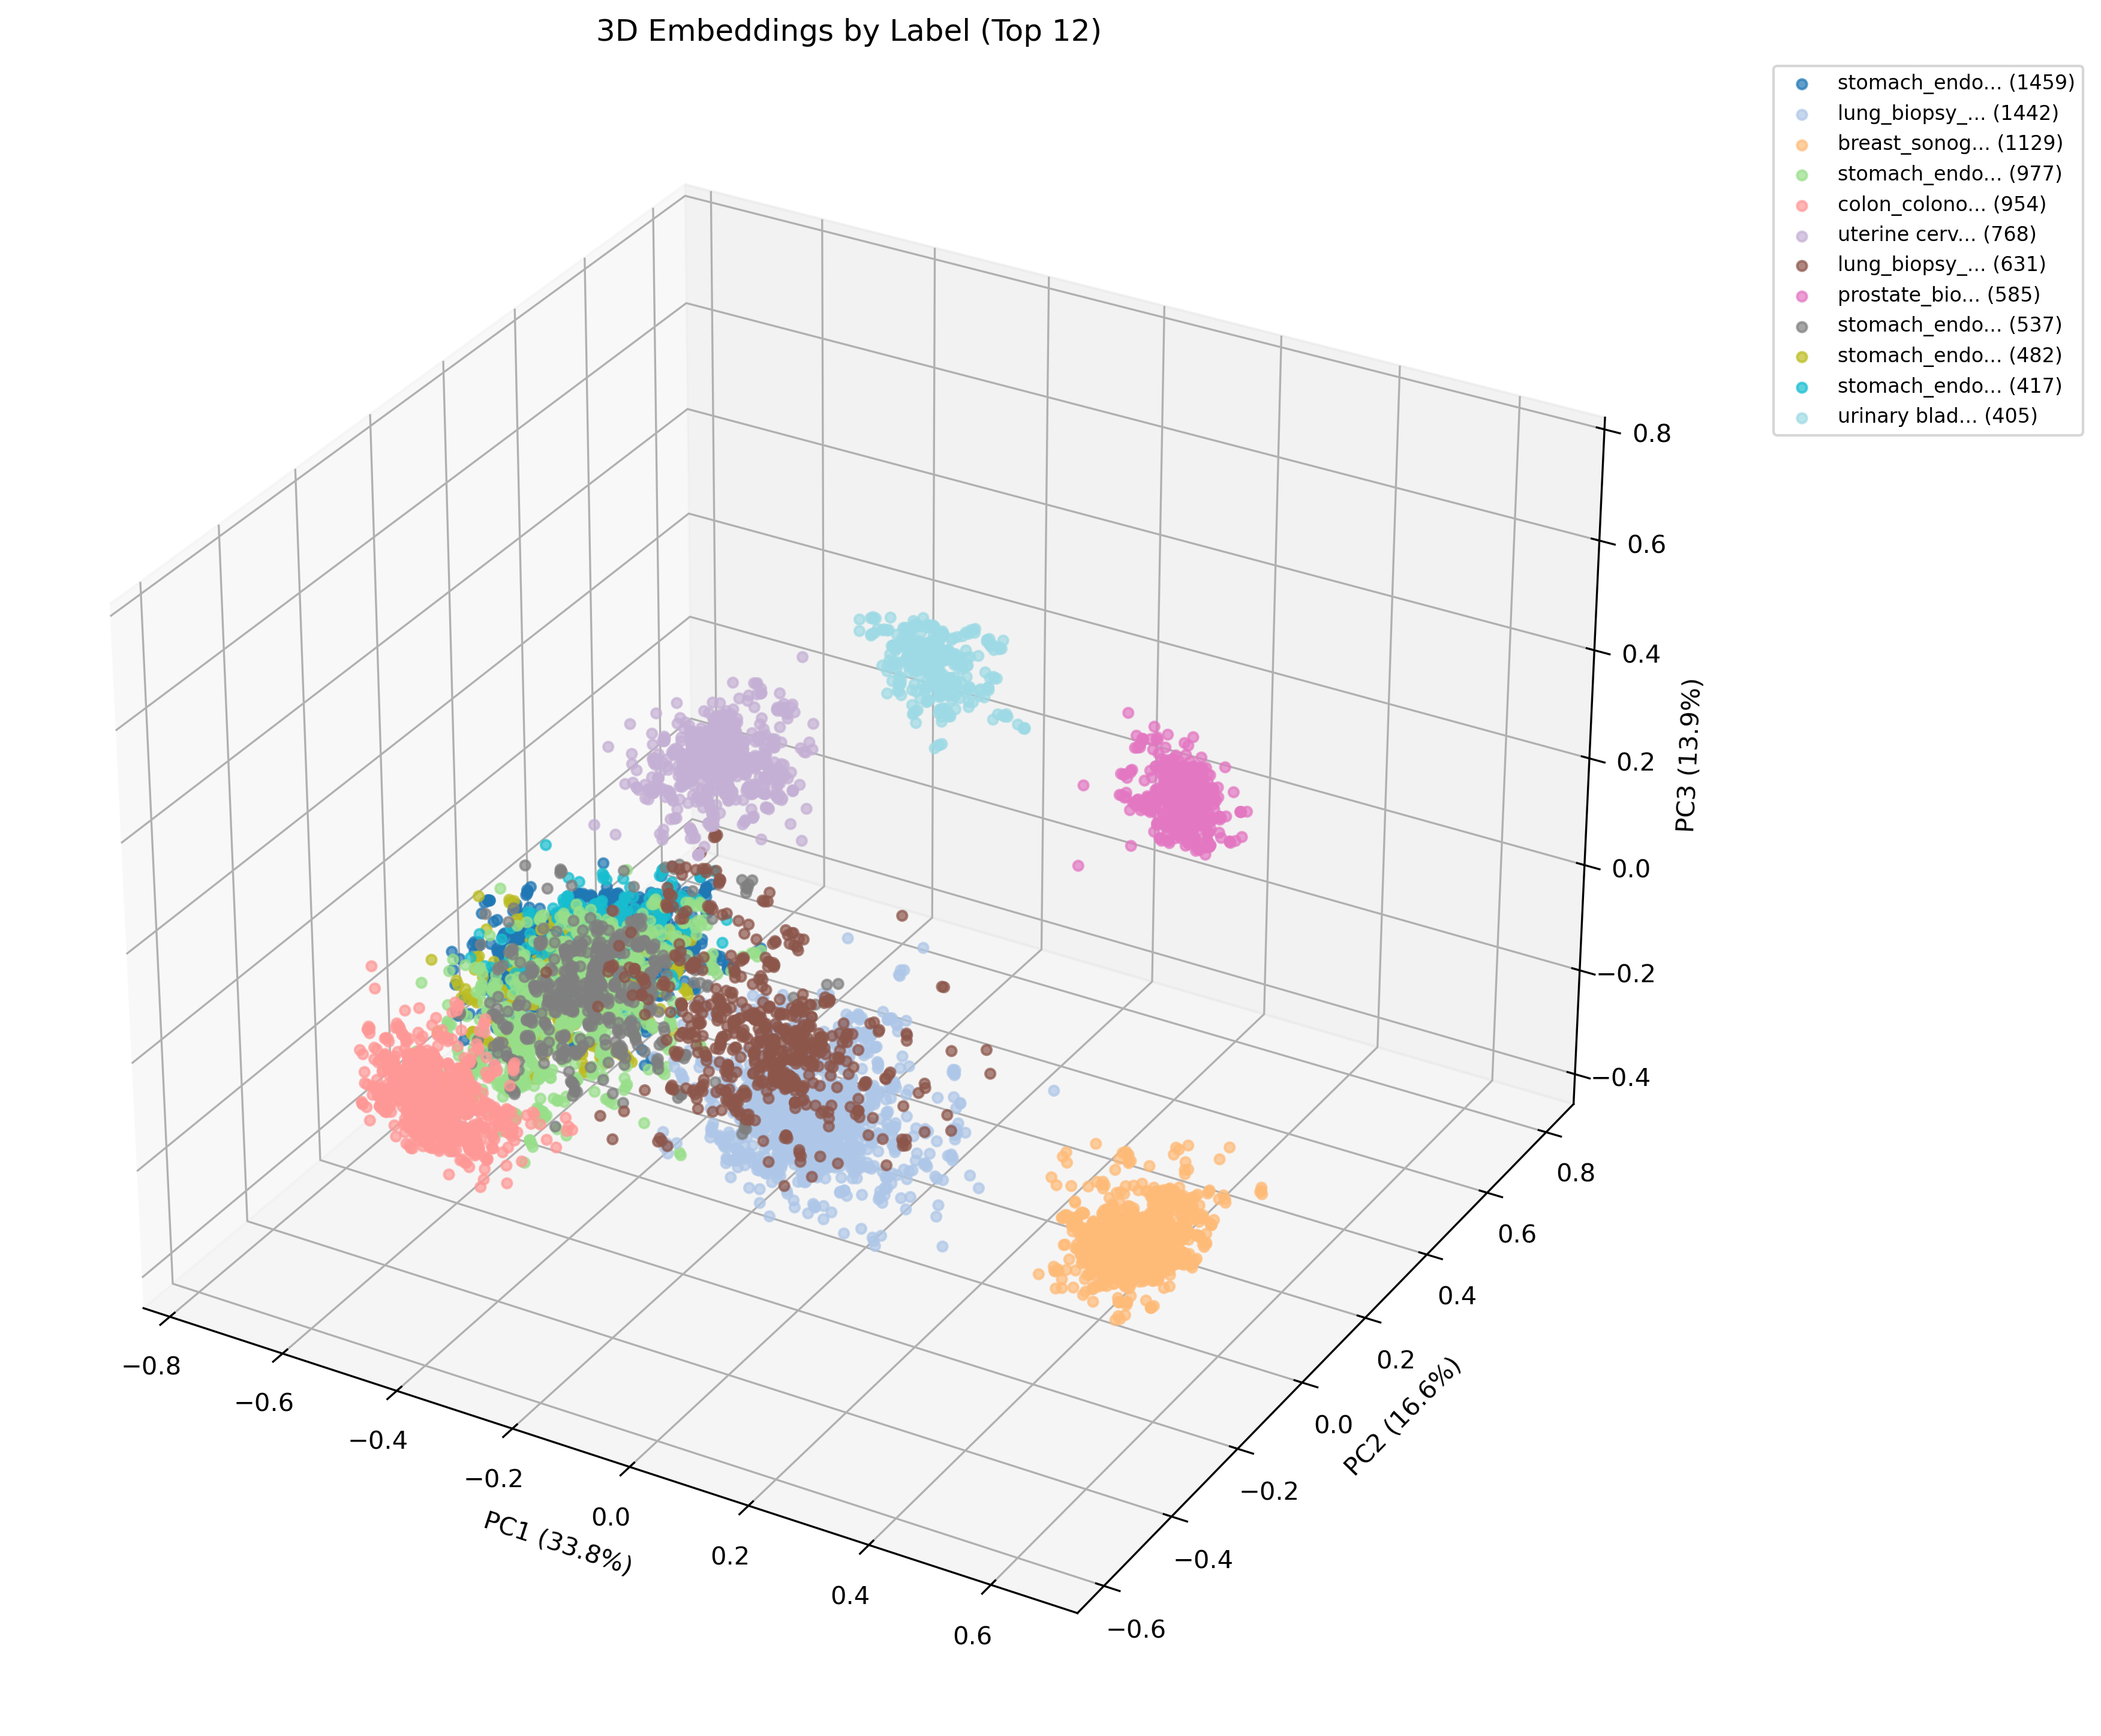 3D Embeddings by Label (Top 12)
stomach_endo... (1459)
lung_biopsy_... (1442)
breast_sonog... (1129)
stomach_endo... (977)
colon_colono... (954)
uterine cerv... (768)
lung_biopsy_... (631)
prostate_bio... (585)
stomach_endo... (537)
stomach_endo... (482)
stomach_endo... (417)
urinary blad... (405)
0.8
0.6
0.4
0.2
0.0
−0.2
−0.4
PC3 (13.9%)
0.8
0.6
0.4
0.2
0.0
−0.2
−0.4
−0.6
PC2 (16.6%)
−0.8
−0.6
−0.4
−0.2
0.0
0.2
0.4
0.6
PC1 (33.8%)